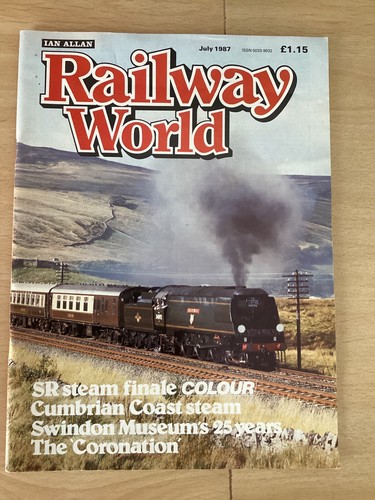 IAN ALLAN
July 1987
ISSN 0033-8931
£1.15
Railway
World
SR steam finale COLOUR
Cumbrian Coast steam
Swindon Museum's 25 years
The 'Coronation'